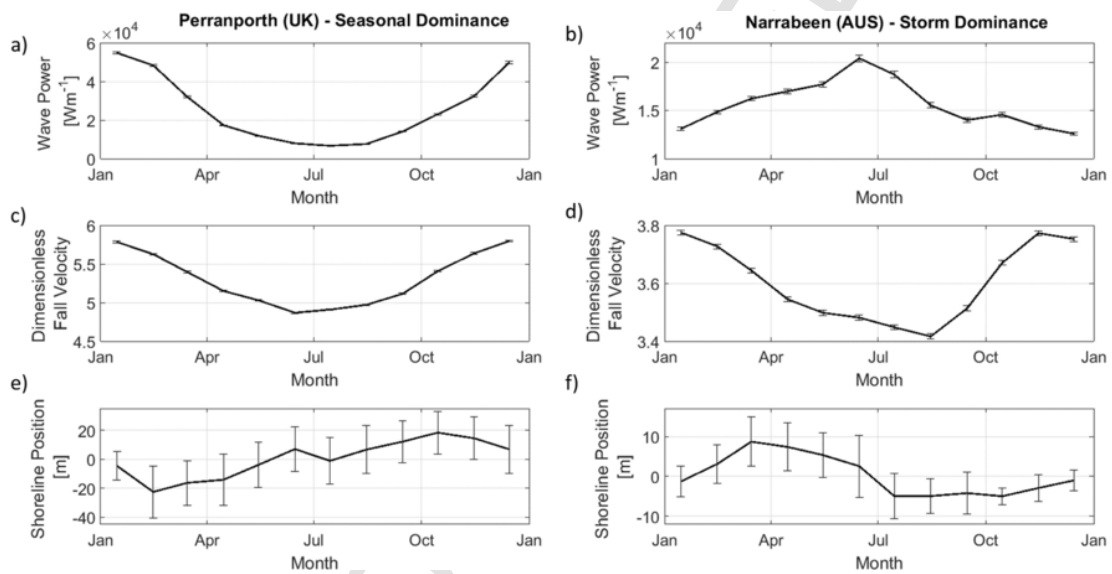 Perranporth (UK) - Seasonal Dominance
Narrabeen (AUS) - Storm Dominance
a)
×10⁴
6
4
2
0
Wave Power
[Wm⁻¹]
Jan Apr Jul Oct Jan
Month
b)
×10⁴
2
1.5
1
Wave Power
[Wm⁻¹]
Jan Apr Jul Oct Jan
Month
c)
6
5.5
5
4.5
Dimensionless
Fall Velocity
Jan Apr Jul Oct Jan
Month
d)
3.8
3.6
3.4
Dimensionless
Fall Velocity
Jan Apr Jul Oct Jan
Month
e)
20
0
-20
-40
Shoreline Position
[m]
Jan Apr Jul Oct Jan
Month
f)
10
0
-10
Shoreline Position
[m]
Jan Apr Jul Oct Jan
Month